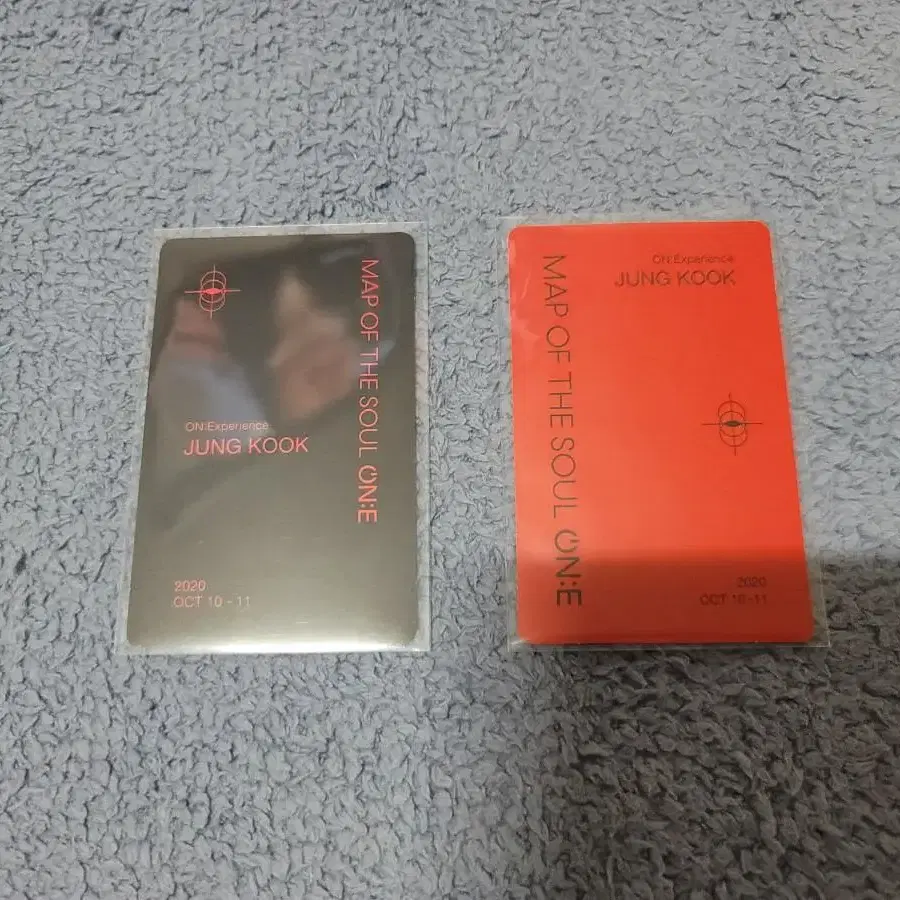 MAP OF THE SOUL ON:E
ON:Experience
JUNG KOOK
2020
OCT 10 - 11
MAP OF THE SOUL ON:E
ON:Experience
JUNG KOOK
2020
OCT 10 -11